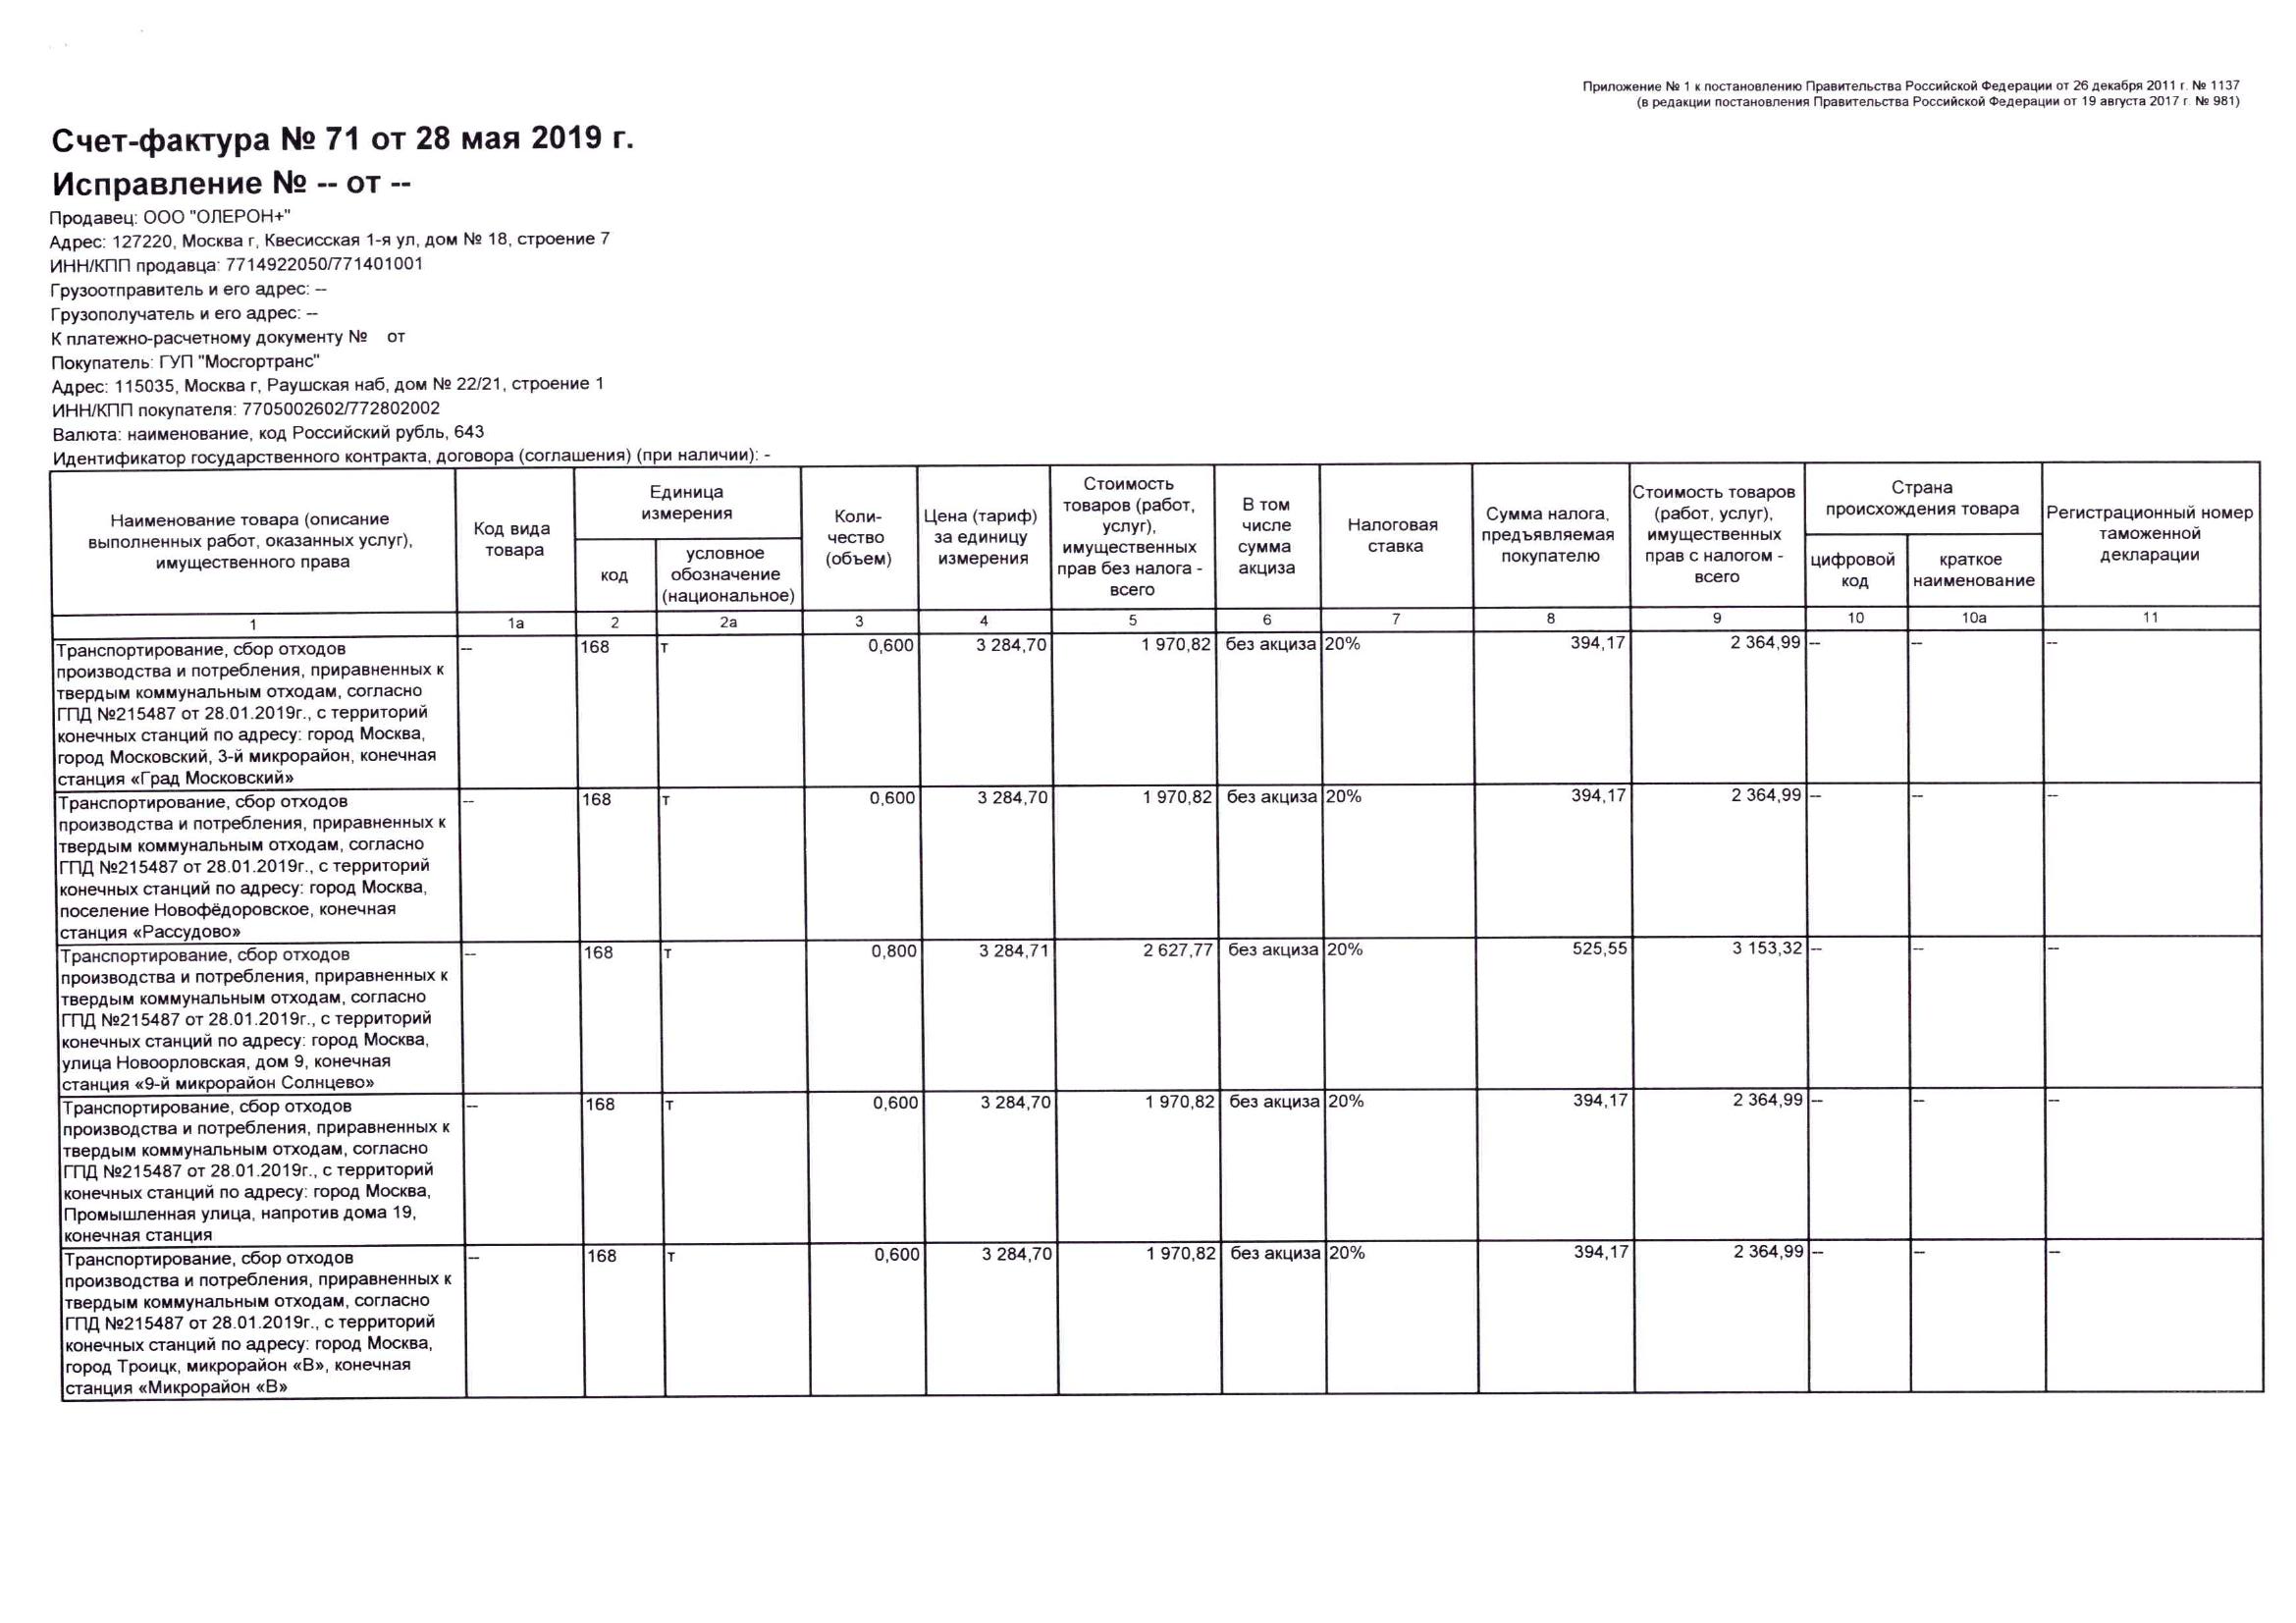 Приложение № 1 к постановлению Правительства Российской Федерации от 26 декабря 2011 г. № 1137
(в редакции постановления Правительства Российской Федерации от 19 августа 2017 г. № 981)
Счет-фактура № 71 от 28 мая 2019 г.
Исправление № -- от --
Продавец: ООО "ОЛЕРОН+"
Адрес: 127220, Москва г, Квесисская 1-я ул, дом № 18, строение 7
ИНН/КПП продавца: 7714922050/771401001
Грузоотправитель и его адрес: --
Грузополучатель и его адрес: --
К платежно-расчетному документу № от
Покупатель: ГУП "Мосгортранс"
Адрес: 115035, Москва г, Раушская наб, дом № 22/21, строение 1
ИНН/КПП покупателя: 7705002602/772802002
Валюта: наименование, код Российский рубль, 643
Идентификатор государственного контракта, договора (соглашения) (при наличии): -
Наименование товара (описание
выполненных работ, оказанных услуг),
имущественного права
Код вида
товара
Единица
измерения
код
условное
обозначение
(национальное)
Коли-
чество
(объем)
Цена (тариф)
за единицу
измерения
Стоимость
товаров (работ,
услуг),
имущественных
прав без налога -
всего
В том
числе
сумма
акциза
Налоговая
ставка
Сумма налога,
предъявляемая
покупателю
Стоимость товаров
(работ, услуг),
имущественных
прав с налогом -
всего
Страна
происхождения товара
цифровой
код
краткое
наименование
Регистрационный номер
таможенной
декларации
1 1а 2 2а 3 4 5 6 7 8 9 10 10а 11
Транспортирование, сбор отходов -- 168 т 0,600 3 284,70 1 970,82 без акциза 20% 394,17 2 364,99 -- -- --
производства и потребления, приравненных к
твердым коммунальным отходам, согласно
ГПД №215487 от 28.01.2019г., с территорий
конечных станций по адресу: город Москва,
город Московский, 3-й микрорайон, конечная
станция «Град Московский»
Транспортирование, сбор отходов -- 168 т 0,600 3 284,70 1 970,82 без акциза 20% 394,17 2 364,99 -- -- --
производства и потребления, приравненных к
твердым коммунальным отходам, согласно
ГПД №215487 от 28.01.2019г., с территорий
конечных станций по адресу: город Москва,
поселение Новофёдоровское, конечная
станция «Рассудово»
Транспортирование, сбор отходов -- 168 т 0,800 3 284,71 2 627,77 без акциза 20% 525,55 3 153,32 -- -- --
производства и потребления, приравненных к
твердым коммунальным отходам, согласно
ГПД №215487 от 28.01.2019г., с территорий
конечных станций по адресу: город Москва,
улица Новоорловская, дом 9, конечная
станция «9-й микрорайон Солнцево»
Транспортирование, сбор отходов -- 168 т 0,600 3 284,70 1 970,82 без акциза 20% 394,17 2 364,99 -- -- --
производства и потребления, приравненных к
твердым коммунальным отходам, согласно
ГПД №215487 от 28.01.2019г., с территорий
конечных станций по адресу: город Москва,
Промышленная улица, напротив дома 19,
конечная станция
Транспортирование, сбор отходов -- 168 т 0,600 3 284,70 1 970,82 без акциза 20% 394,17 2 364,99 -- -- --
производства и потребления, приравненных к
твердым коммунальным отходам, согласно
ГПД №215487 от 28.01.2019г., с территорий
конечных станций по адресу: город Москва,
город Троицк, микрорайон «В», конечная
станция «Микрорайон «В»